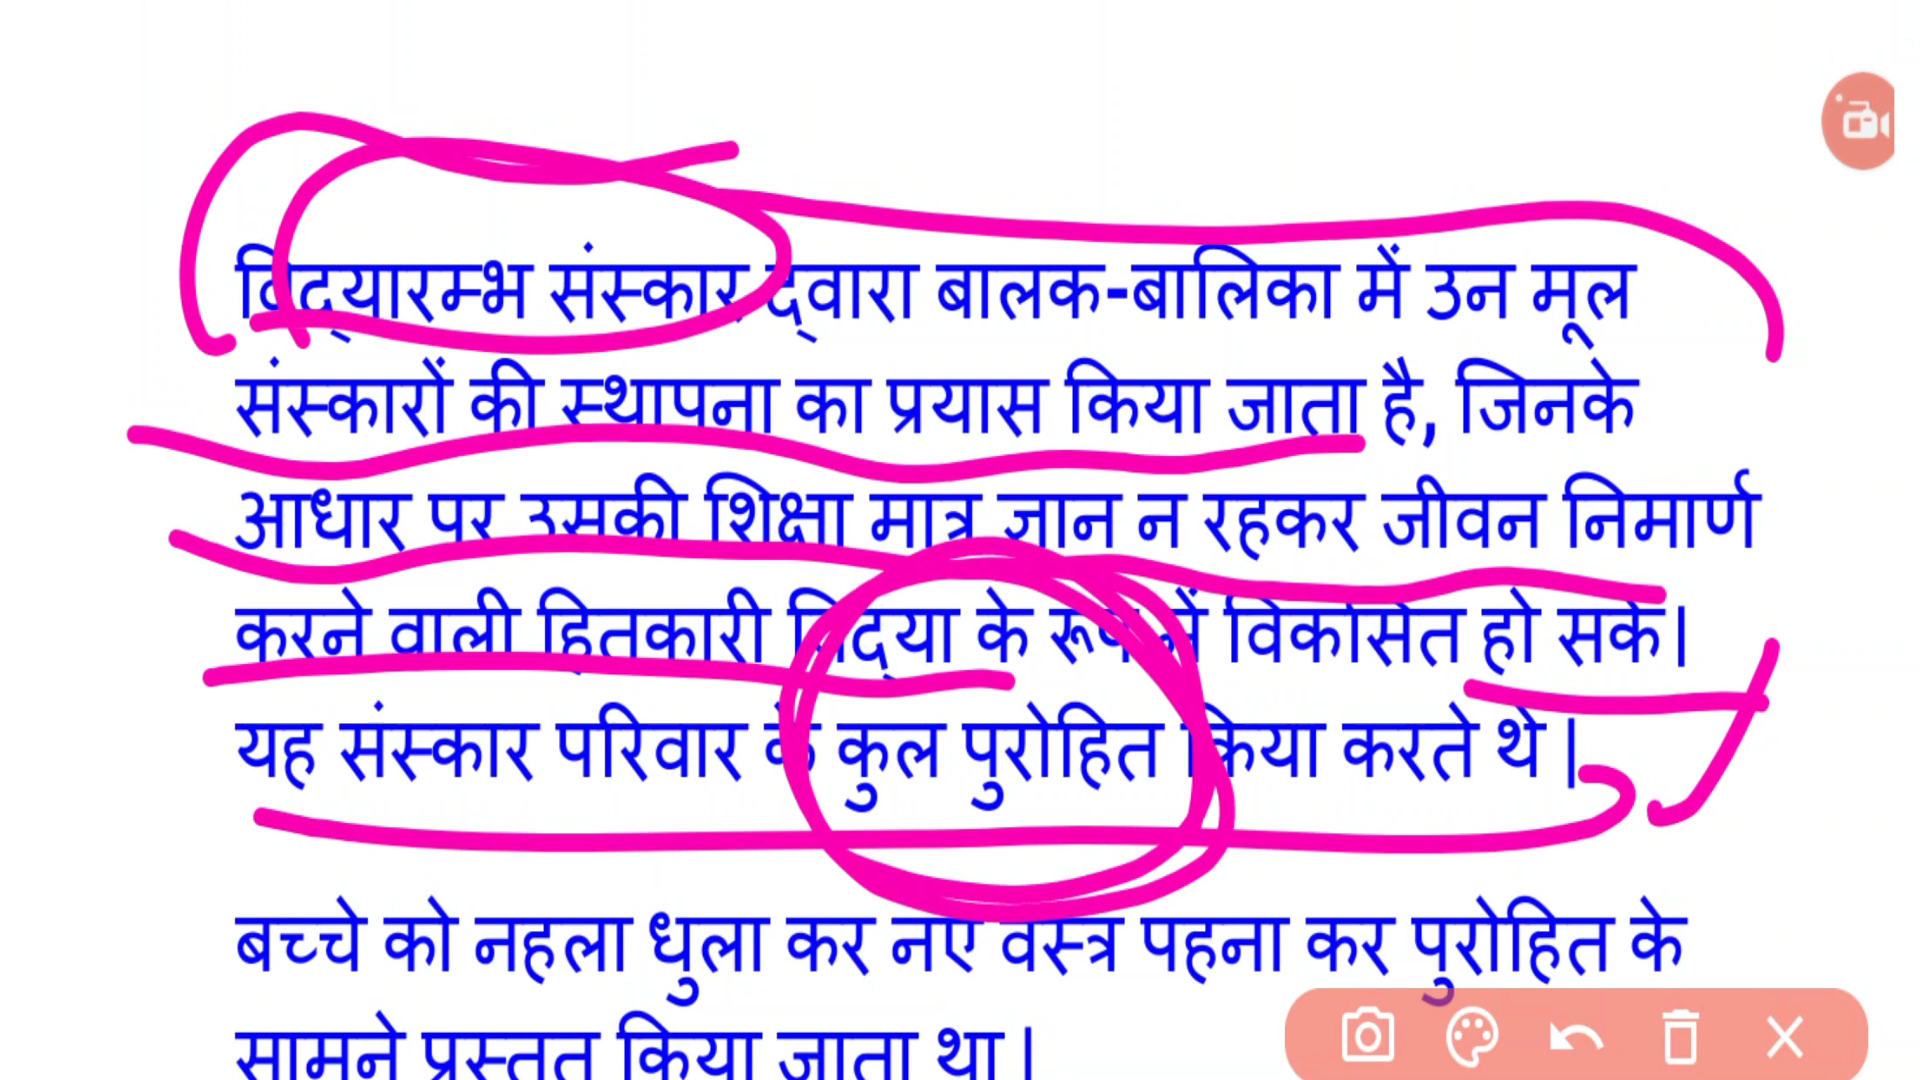 विद्यारम्भ संस्कार द्वारा बालक-बालिका में उन मूल
संस्कारों की स्थापना का प्रयास किया जाता है, जिनके
आधार पर उसकी शिक्षा मात्र ज्ञान न रहकर जीवन निमार्ण
करने वाली हितकारी विद्या के रूप में विकसित हो सके।
यह संस्कार परिवार के कुल पुरोहित किया करते थे |
बच्चे को नहला धुला कर नए वस्त्र पहना कर पुरोहित के
सामने प्रस्तुत किया जाता था |